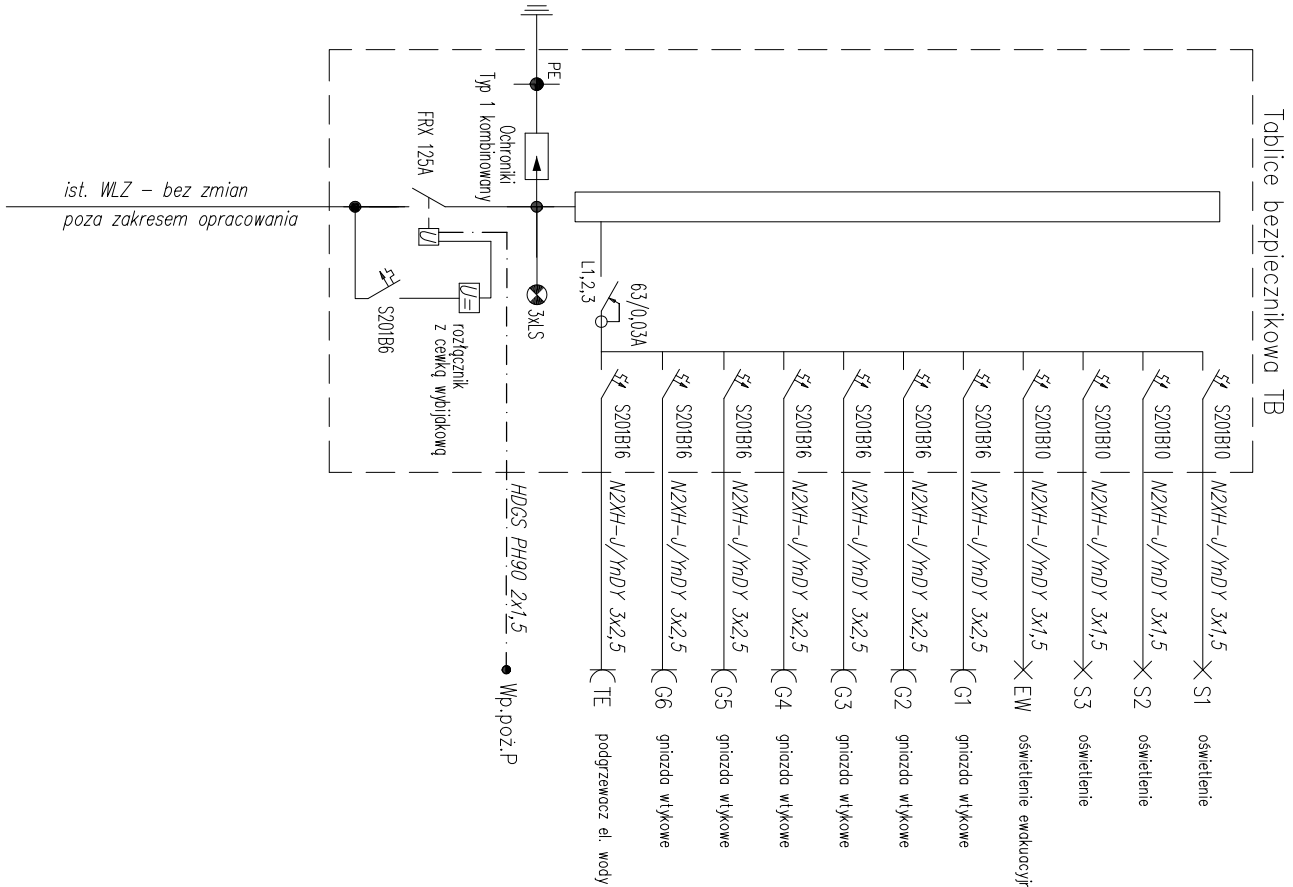 Tablice bezpiecznikowa TB
PE
Ochroniki
Typ 1 kombinowany
FRX 125A
ist. WLZ – bez zmian
poza zakresem opracowania
U
U=
S201B6
rozłącznik
z cewką wybijakową
3xLS
L1,2,3
63/0,03A
HDGS PH90 2x1,5
Wp.poż.P
S201B10 N2XH-J/YnDY 3x1,5 S1 oświetlenie
S201B10 N2XH-J/YnDY 3x1,5 S2 oświetlenie
S201B10 N2XH-J/YnDY 3x1,5 S3 oświetlenie
S201B10 N2XH-J/YnDY 3x1,5 EW oświetlenie ewakuacyjr
S201B16 N2XH-J/YnDY 3x2,5 G1 gniazda wtykowe
S201B16 N2XH-J/YnDY 3x2,5 G2 gniazda wtykowe
S201B16 N2XH-J/YnDY 3x2,5 G3 gniazda wtykowe
S201B16 N2XH-J/YnDY 3x2,5 G4 gniazda wtykowe
S201B16 N2XH-J/YnDY 3x2,5 G5 gniazda wtykowe
S201B16 N2XH-J/YnDY 3x2,5 G6 gniazda wtykowe
S201B16 N2XH-J/YnDY 3x2,5 TE podgrzewacz el. wody